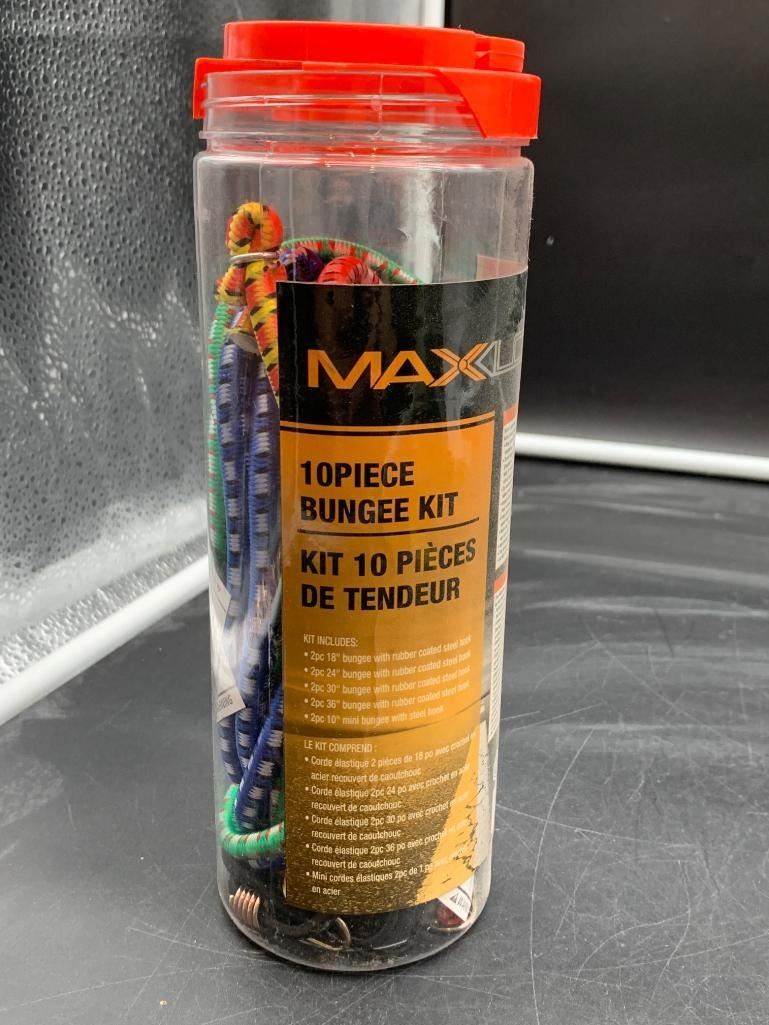 MAXX
10PIECE
BUNGEE KIT
KIT 10 PIÈCES
DE TENDEUR
KIT INCLUDES:
• 2pc 18" bungee with rubber coated steel hook
• 2pc 24" bungee with rubber coated steel hook
• 2pc 30" bungee with rubber coated steel hook
• 2pc 36" bungee with rubber coated steel hook
• 2pc 10" mini bungee with steel hook
LE KIT COMPREND :
• Corde élastique 2 pièces de 18 po avec crochet en
acier recouvert de caoutchouc
• Corde élastique 2pc 24 po avec crochet en acier
recouvert de caoutchouc
• Corde élastique 2pc 30 po avec crochet en
recouvert de caoutchouc
• Corde élastique 2pc 36 po avec crochet en
recouvert de caoutchouc
• Mini cordes élastiques 2pc de 1
en acier